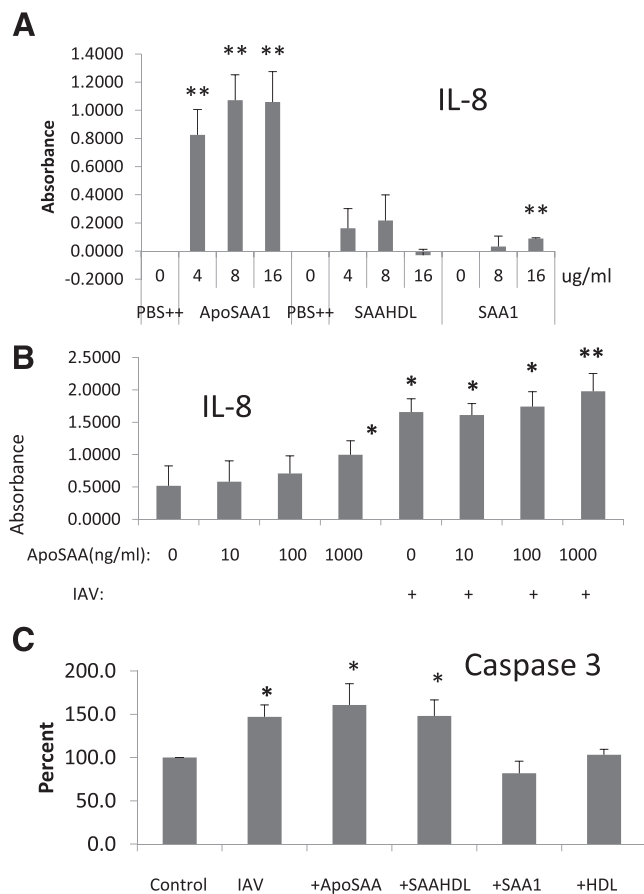 A
1.4000
** **
1.2000
**
1.0000
IL-8
0.8000
0.6000
0.4000
**
0.2000
0.0000
-0.2000
Absorbance
0 4 8 16 0 4 8 16 0 8 16 ug/ml
PBS++ ApoSAA1 PBS++ SAAHDL SAA1
B
2.5000
**
2.0000
* * *
IL-8
1.5000
*
1.0000
0.5000
0.0000
Absorbance
ApoSAA(ng/ml): 0 10 100 1000 0 10 100 1000
IAV: + + + +
C
200.0
Caspase 3
* * *
150.0
100.0
50.0
0.0
Percent
Control IAV +ApoSAA +SAAHDL +SAA1 +HDL